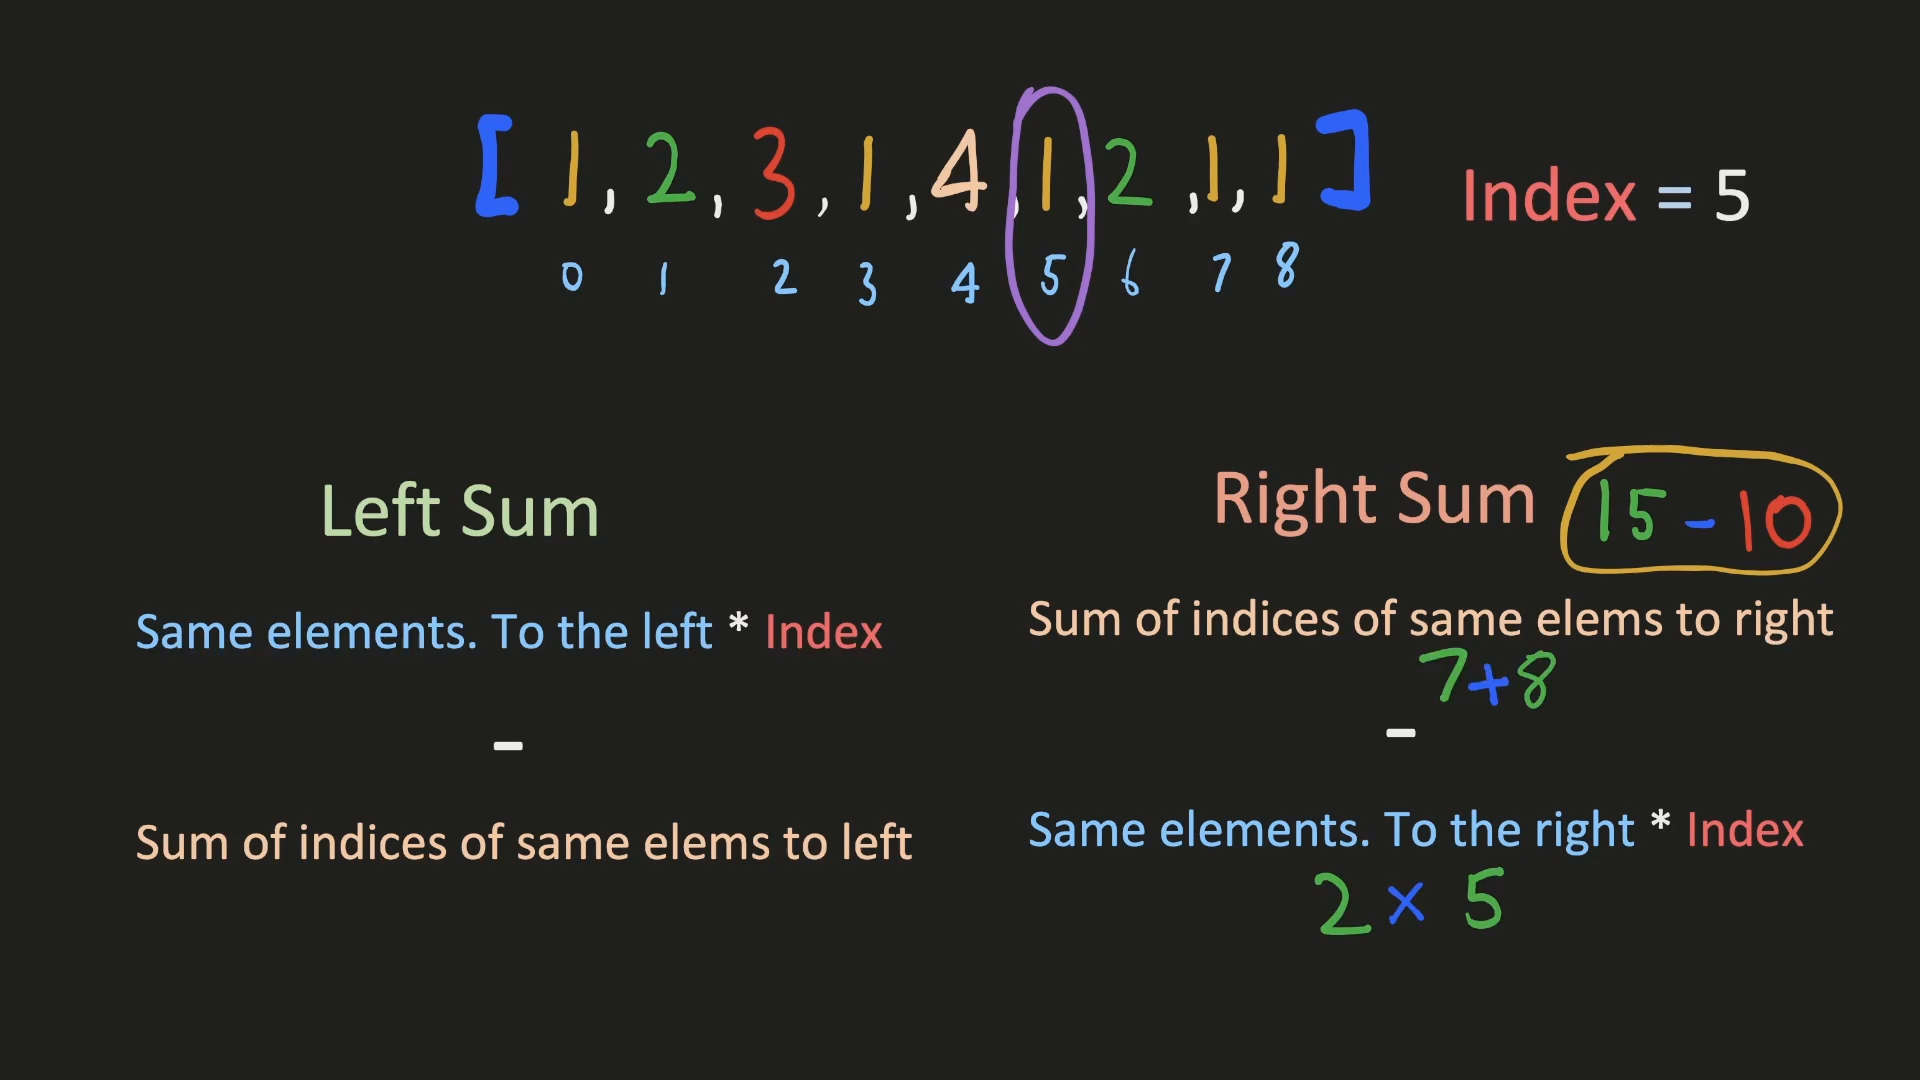 [ 1, 2, 3, 1, 4, 1, 2, 1, 1 ]
Index = 5
0 1 2 3 4 5 6 7 8
Left Sum
Same elements. To the left * Index
-
Sum of indices of same elems to left
Right Sum 15 - 10
Sum of indices of same elems to right
7+8
-
Same elements. To the right * Index
2 x 5